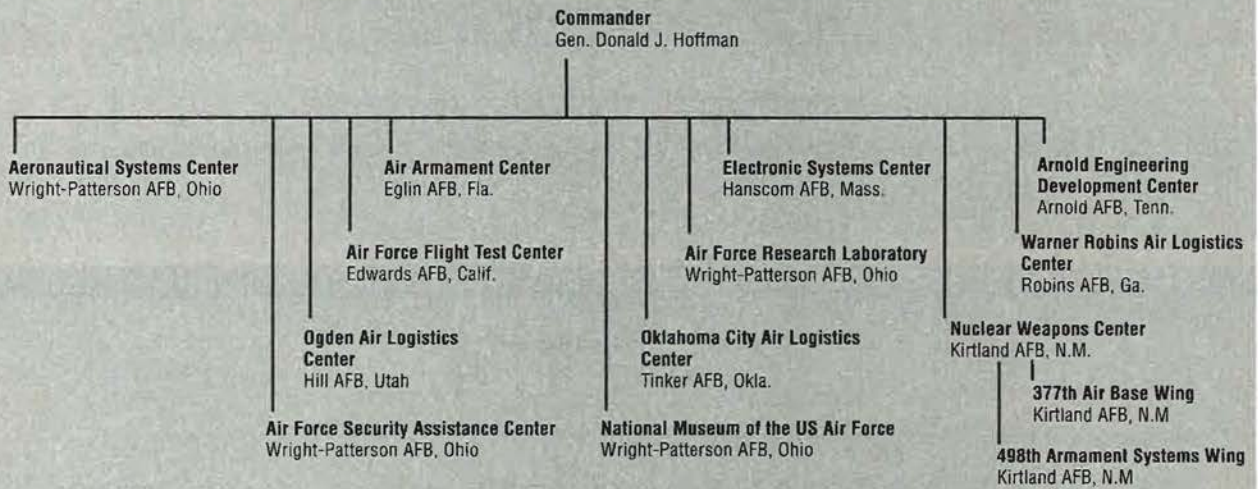 Commander
Gen. Donald J. Hoffman
Aeronautical Systems Center
Wright-Patterson AFB, Ohio
Air Armament Center
Eglin AFB, Fla.
Electronic Systems Center
Hanscom AFB, Mass.
Arnold Engineering
Development Center
Arnold AFB, Tenn.
Air Force Flight Test Center
Edwards AFB, Calif.
Air Force Research Laboratory
Wright-Patterson AFB, Ohio
Warner Robins Air Logistics
Center
Robins AFB, Ga.
Ogden Air Logistics
Center
Hill AFB, Utah
Oklahoma City Air Logistics
Center
Tinker AFB, Okla.
Nuclear Weapons Center
Kirtland AFB, N.M.
377th Air Base Wing
Kirtland AFB, N.M
Air Force Security Assistance Center
Wright-Patterson AFB, Ohio
National Museum of the US Air Force
Wright-Patterson AFB, Ohio
498th Armament Systems Wing
Kirtland AFB, N.M